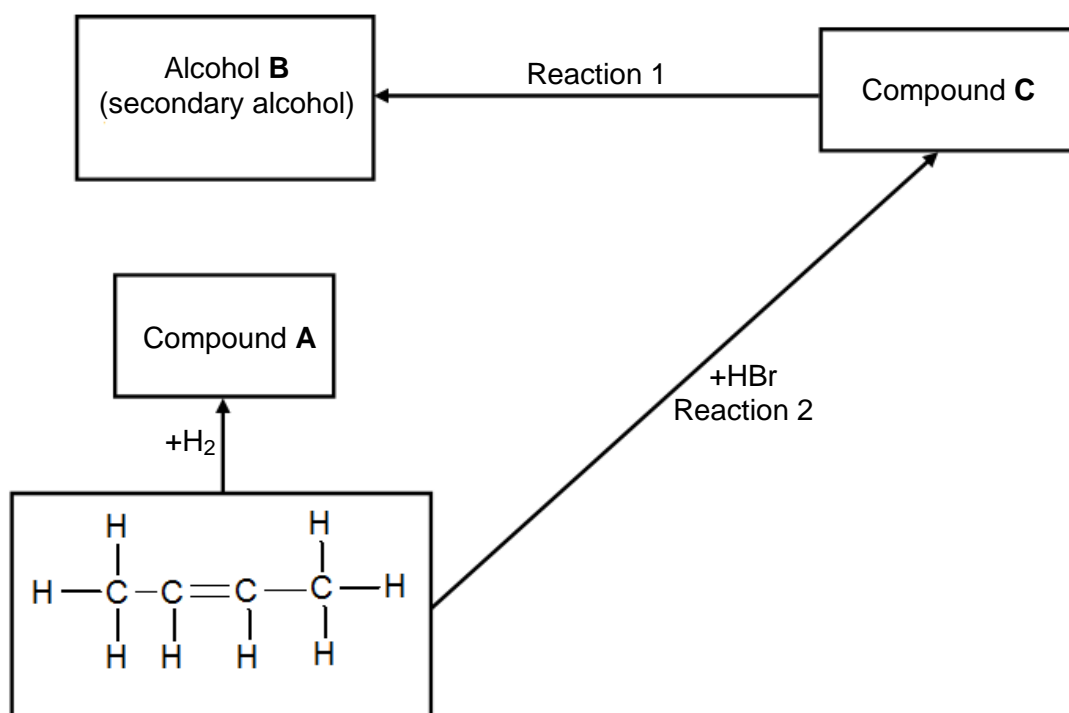 Alcohol B
(secondary alcohol)
Reaction 1
Compound C
Compound A
+HBr
Reaction 2
+H₂
H H
H C C C C H
H H H H